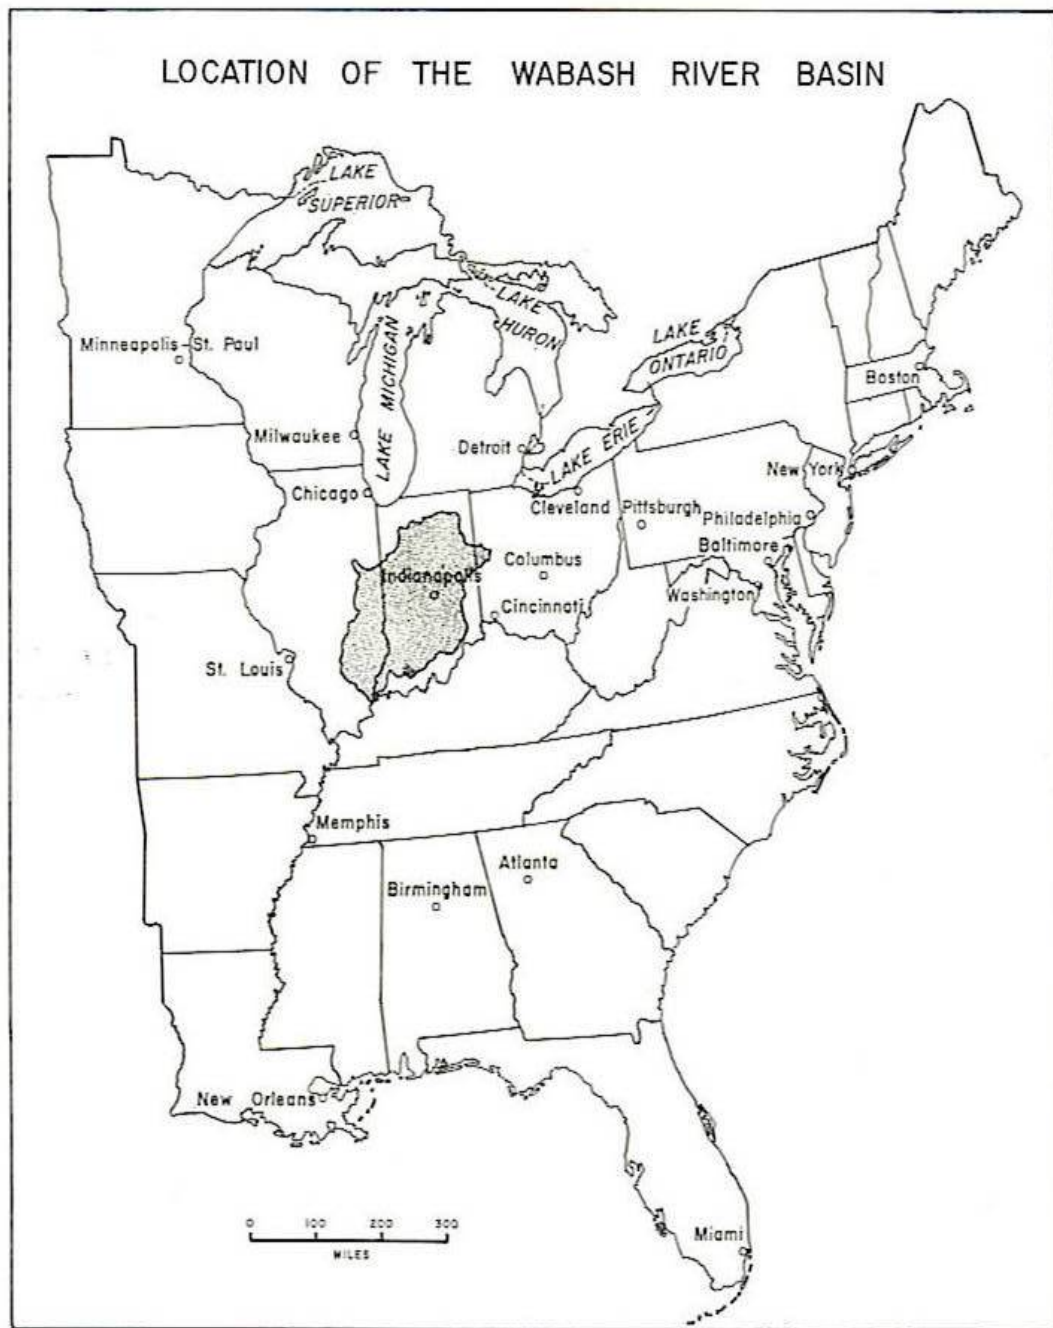 LOCATION OF THE WABASH RIVER BASIN
LAKE
SUPERIOR
LAKE
HURON
LAKE
ONTARIO
LAKE MICHIGAN
LAKE ERIE
Minneapolis-St. Paul
Boston
Milwaukee
Detroit
New York
Chicago
Cleveland
Pittsburgh
Philadelphia
Baltimore
Columbus
Indianapolis
Washington
Cincinnati
St. Louis
Memphis
Atlanta
Birmingham
New Orleans
Miami
0 100 200 300
MILES